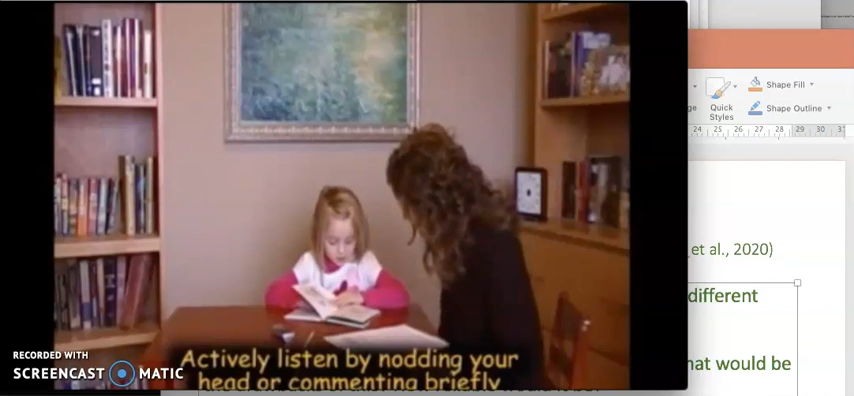 Actively listen by nodding your
head or commenting briefly
RECORDED WITH
SCREENCAST MATIC
Shape Fill
Quick
Styles
Shape Outline
24 25 26 27 28 29 30
et al., 2020)
different
would be